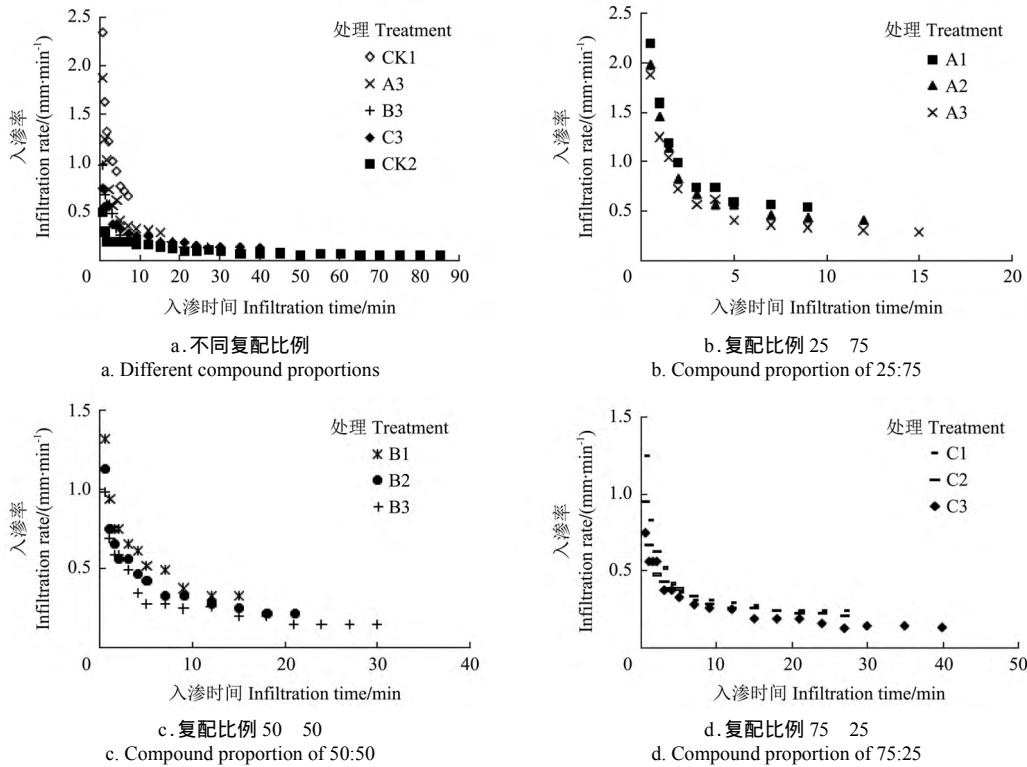 2.5
2.0
1.5
1.0
0.5
入渗率
Infiltration rate/(mm·min⁻¹)
处理 Treatment
CK1
A3
B3
C3
CK2
0 10 20 30 40 50 60 70 80 90
入渗时间 Infiltration time/min
a.不同复配比例
a. Different compound proportions
2.5
2.0
1.5
1.0
0.5
入渗率
Infiltration rate/(mm·min⁻¹)
处理 Treatment
A1
A2
A3
0 5 10 15 20
入渗时间 Infiltration time/min
b.复配比例 25 75
b. Compound proportion of 25:75
1.5
1.0
0.5
入渗率
Infiltration rate/(mm·min⁻¹)
处理 Treatment
B1
B2
B3
0 10 20 30 40
入渗时间 Infiltration time/min
c.复配比例 50 50
c. Compound proportion of 50:50
1.5
1.0
0.5
入渗率
Infiltration rate/(mm·min⁻¹)
处理 Treatment
C1
C2
C3
0 10 20 30 40 50
入渗时间 Infiltration time/min
d.复配比例 75 25
d. Compound proportion of 75:25